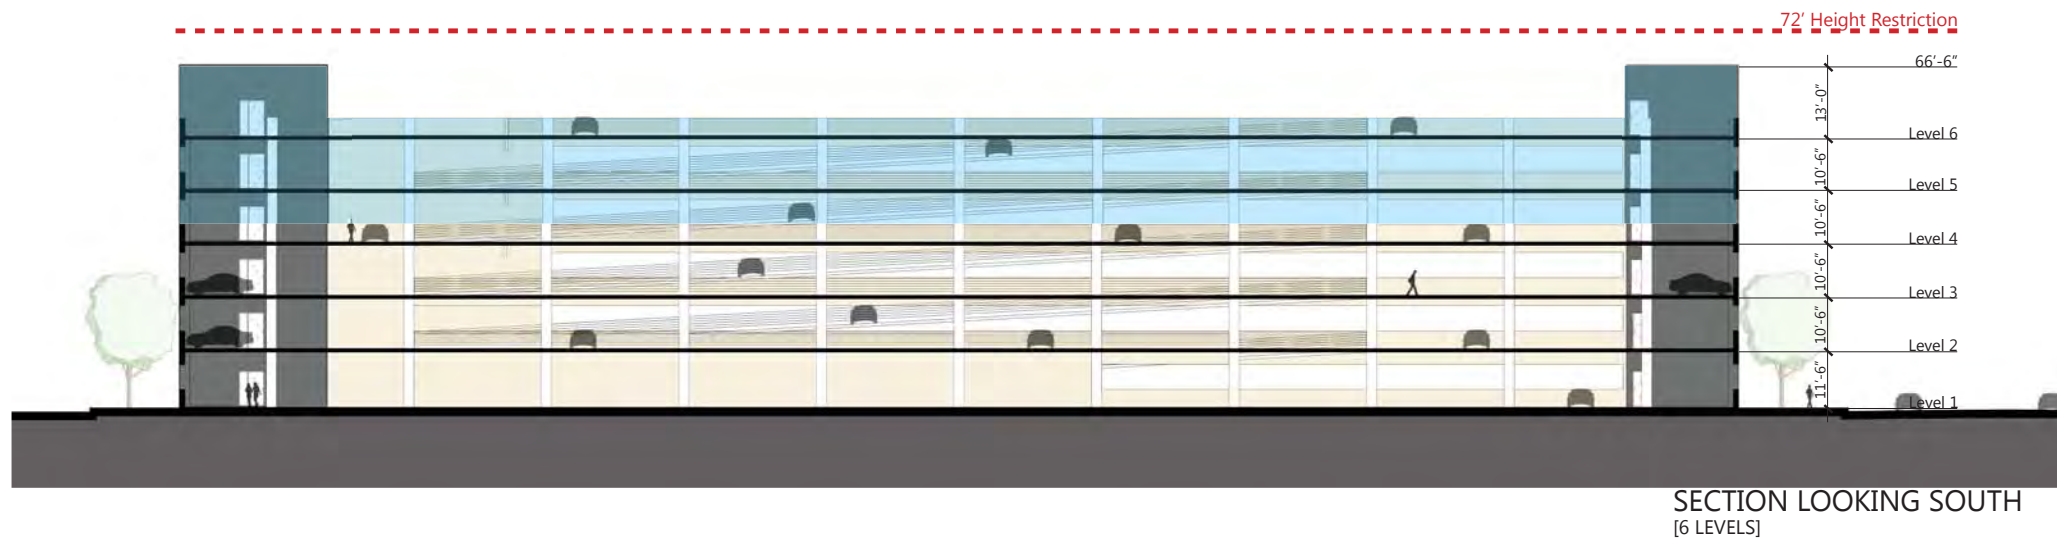 72' Height Restriction
66'-6"
13'-0"
Level 6
10'-6"
Level 5
10'-6"
Level 4
10'-6"
Level 3
10'-6"
Level 2
11'-6"
Level 1
SECTION LOOKING SOUTH
[6 LEVELS]